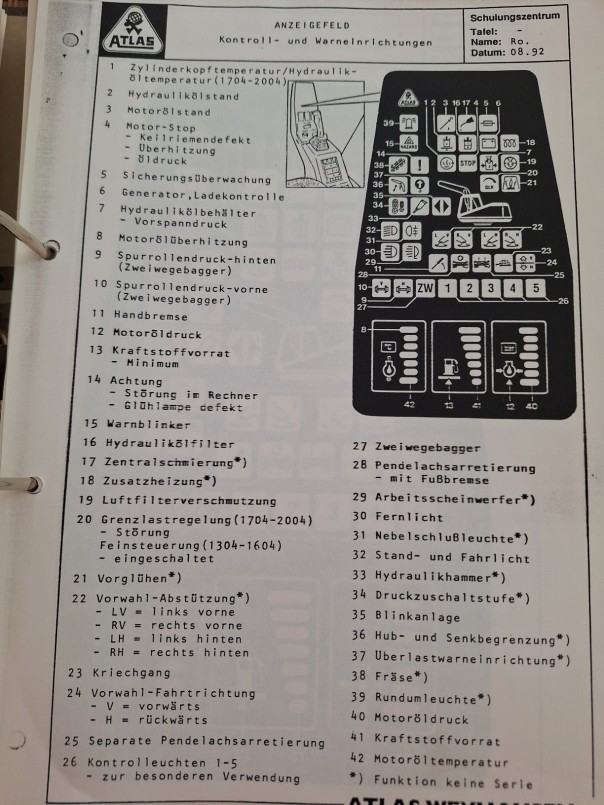 ATLAS
ANZEIGEFELD
Kontroll- und Warneinrichtungen
Schulungszentrum
Tafel: -
Name: Ro.
Datum: 08.92
1 Zylinderkopftemperatur/Hydraulik-
öltemperatur(1704-2004)
2 Hydraulikölstand
3 Motorölstand
4 Motor-Stop
- Keilriemendefekt
- Überhitzung
- Öldruck
5 Sicherungsüberwachung
6 Generator,Ladekontrolle
7 Hydraulikölbehälter
- Vorspanndruck
8 Motorölüberhitzung
9 Spurrollendruck-hinten
(Zweiwegebagger)
10 Spurrollendruck-vorne
(Zweiwegebagger)
11 Handbremse
12 Motoröldruck
13 Kraftstoffvorrat
- Minimum
14 Achtung
- Störung im Rechner
- Glühlampe defekt
15 Warnblinker
16 Hydraulikölfilter
17 Zentralschmierung*)
18 Zusatzheizung*)
19 Luftfilterverschmutzung
20 Grenzlastregelung(1704-2004)
- Störung
Feinsteuerung(1304-1604)
- eingeschaltet
21 Vorglühen*)
22 Vorwahl-Abstützung*)
- LV = links vorne
- RV = rechts vorne
- LH = links hinten
- RH = rechts hinten
23 Kriechgang
24 Vorwahl-Fahrtrichtung
- V = vorwärts
- H = rückwärts
25 Separate Pendelachsarretierung
26 Kontrolleuchten 1-5
- zur besonderen Verwendung
ATLAS
1 2 3 16 17 4 5 6
39
15
HAZARD
18
7
14
STOP
19
38
20
37
36
BLR
21
35
34
33
22
32
31
23
30
29
24
11
28
25
10
ZW
1
2
3
4
5
9
27
26
8
°C
42
13
41
12
40
27 Zweiwegebagger
28 Pendelachsarretierung
- mit Fußbremse
29 Arbeitsscheinwerfer*)
30 Fernlicht
31 Nebelschlußleuchte*)
32 Stand- und Fahrlicht
33 Hydraulikhammer*)
34 Druckzuschaltstufe*)
35 Blinkanlage
36 Hub- und Senkbegrenzung*)
37 Überlastwarneinrichtung*)
38 Fräse*)
39 Rundumleuchte*)
40 Motoröldruck
41 Kraftstoffvorrat
42 Motoröltemperatur
*) Funktion keine Serie